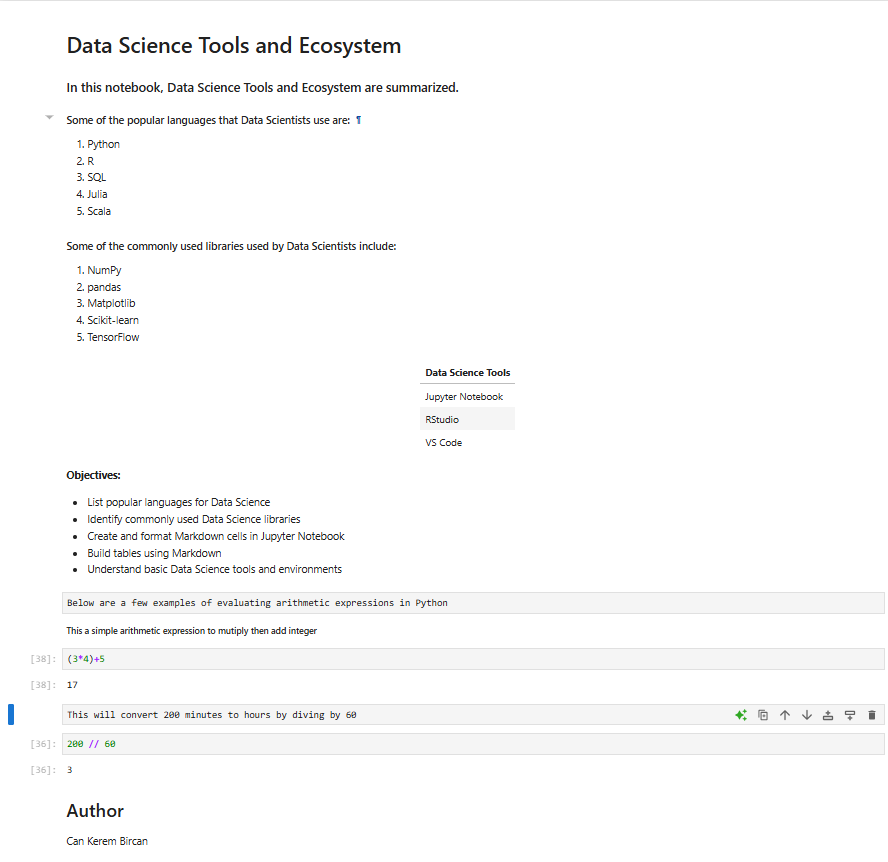 Data Science Tools and Ecosystem
In this notebook, Data Science Tools and Ecosystem are summarized.
Some of the popular languages that Data Scientists use are: ¶
1. Python
2. R
3. SQL
4. Julia
5. Scala
Some of the commonly used libraries used by Data Scientists include:
1. NumPy
2. pandas
3. Matplotlib
4. Scikit-learn
5. TensorFlow
Data Science Tools
Jupyter Notebook
RStudio
VS Code
Objectives:
• List popular languages for Data Science
• Identify commonly used Data Science libraries
• Create and format Markdown cells in Jupyter Notebook
• Build tables using Markdown
• Understand basic Data Science tools and environments
Below are a few examples of evaluating arithmetic expressions in Python
This a simple arithmetic expression to mutiply then add integer
[38]: (3*4)+5
[38]: 17
This will convert 200 minutes to hours by diving by 60
[36]: 200 // 60
[36]: 3
Author
Can Kerem Bircan